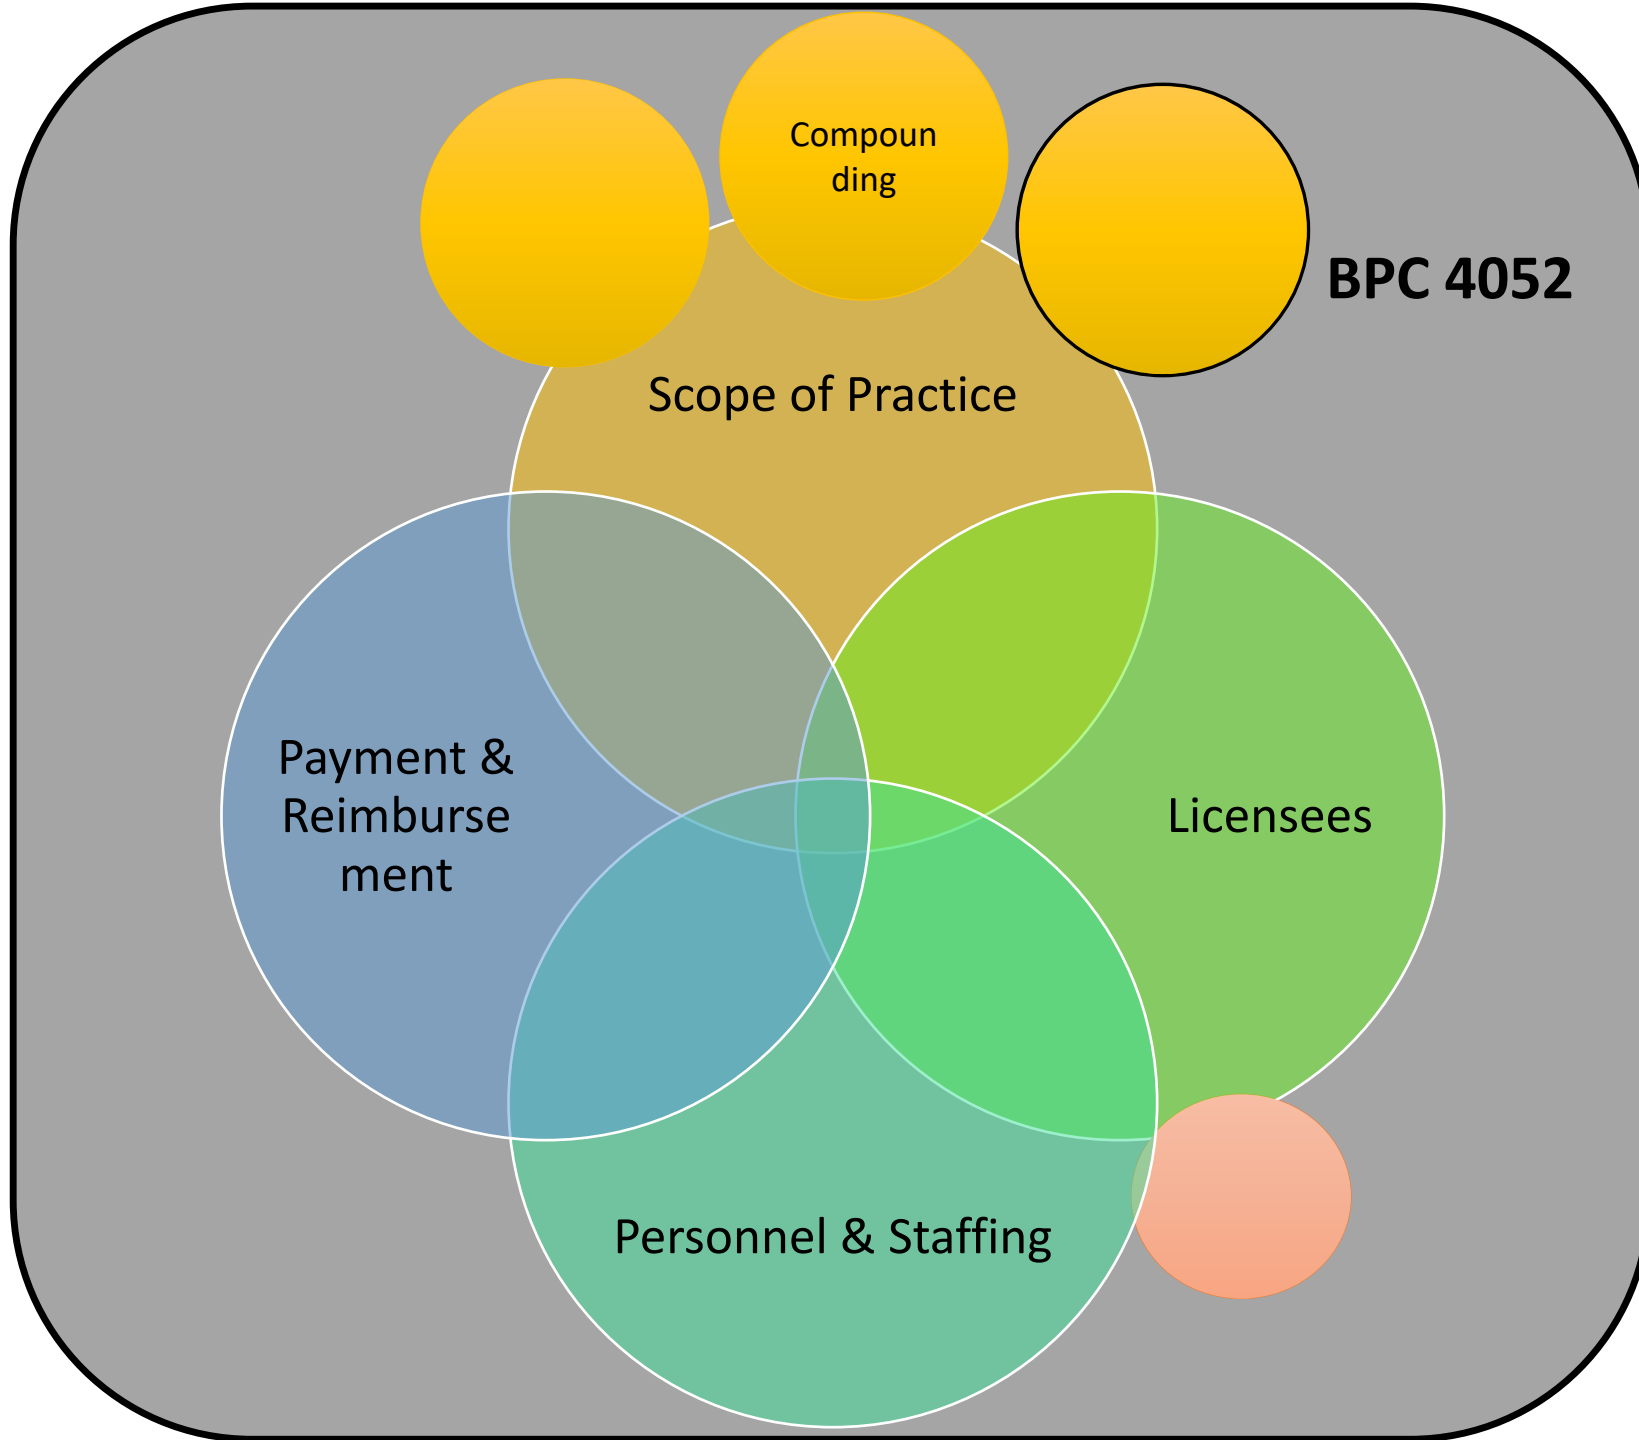 Compoun
ding
BPC 4052
Scope of Practice
Payment &
Reimburse
ment
Licensees
Personnel & Staffing